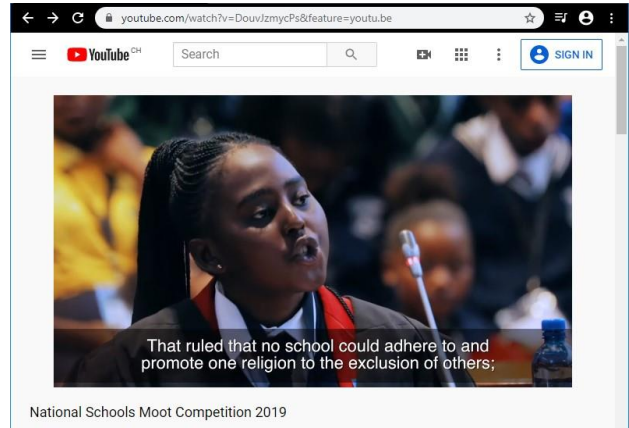 youtube.com/watch?v=DouvJzmycPs&feature=youtu.be
YouTube CH
Search
SIGN IN
That ruled that no school could adhere to and
promote one religion to the exclusion of others;
National Schools Moot Competition 2019